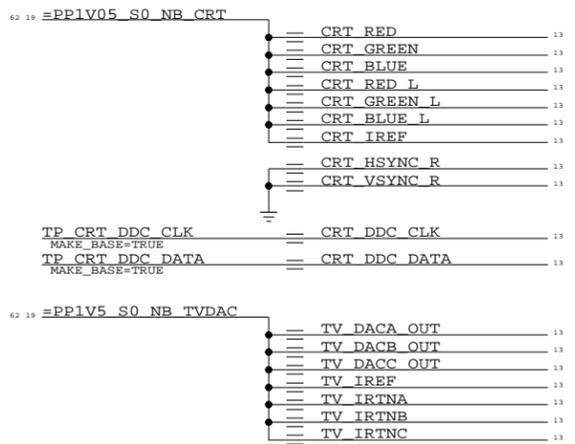 62 19 =PP1V05_S0_NB_CRT
CRT_RED 13
CRT_GREEN 13
CRT_BLUE 13
CRT_RED_L 13
CRT_GREEN_L 13
CRT_BLUE_L 13
CRT_IREF 13
CRT_HSYNC_R 13
CRT_VSYNC_R 13
TP_CRT_DDC_CLK CRT_DDC_CLK 13
MAKE_BASE=TRUE
TP_CRT_DDC_DATA CRT_DDC_DATA 13
MAKE_BASE=TRUE
62 19 =PP1V5_S0_NB_TVDAC
TV_DACA_OUT 13
TV_DACB_OUT 13
TV_DACC_OUT 13
TV_IREF 13
TV_IRTNA 13
TV_IRTNB 13
TV_IRTNC 13